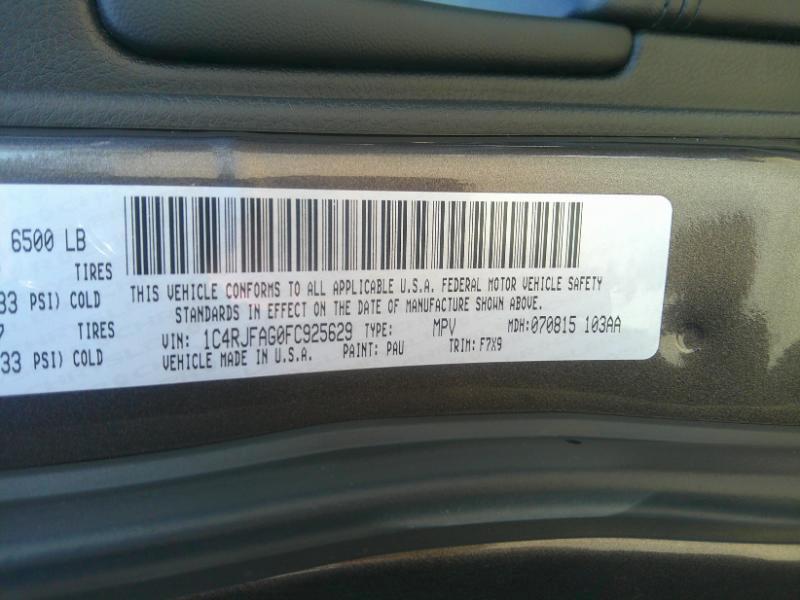 6500 LB
TIRES
33 PSI) COLD
TIRES
33 PSI) COLD
THIS VEHICLE CONFORMS TO ALL APPLICABLE U.S.A. FEDERAL MOTOR VEHICLE SAFETY
STANDARDS IN EFFECT ON THE DATE OF MANUFACTURE SHOWN ABOVE.
VIN: 1C4RJFAG0FC925629 TYPE: MPV MDH: 070815 103AA
VEHICLE MADE IN U.S.A. PAINT: PAU TRIM: F7X9